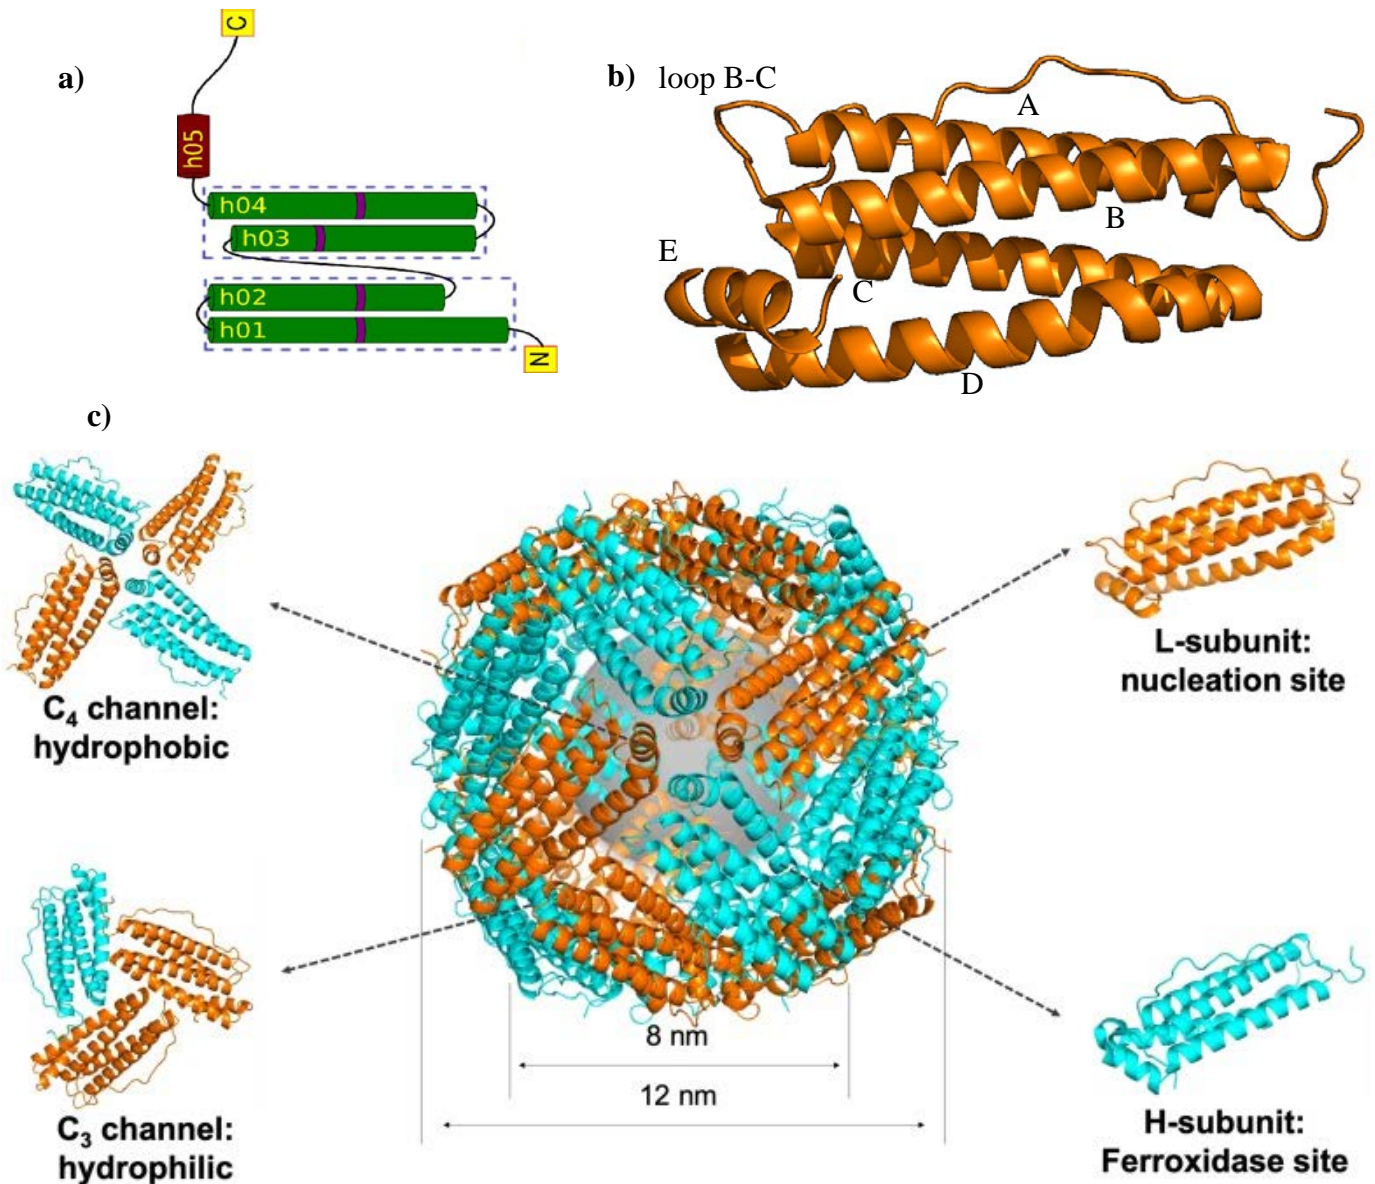 a)
C
h05
h04
h03
h02
h01
N
b) loop B-C
A
B
E
C
D
c)
C₄ channel:
hydrophobic
L-subunit:
nucleation site
8 nm
12 nm
C₃ channel:
hydrophilic
H-subunit:
Ferroxidase site